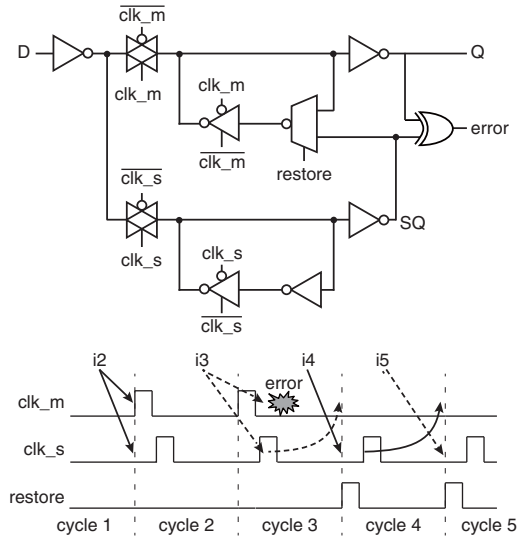 clk_m
D
Q
clk_m
clk_m
clk_m
restore
error
clk_s
clk_s
SQ
clk_s
clk_s
i2
i3
i4
i5
error
clk_m
clk_s
restore
cycle 1
cycle 2
cycle 3
cycle 4
cycle 5